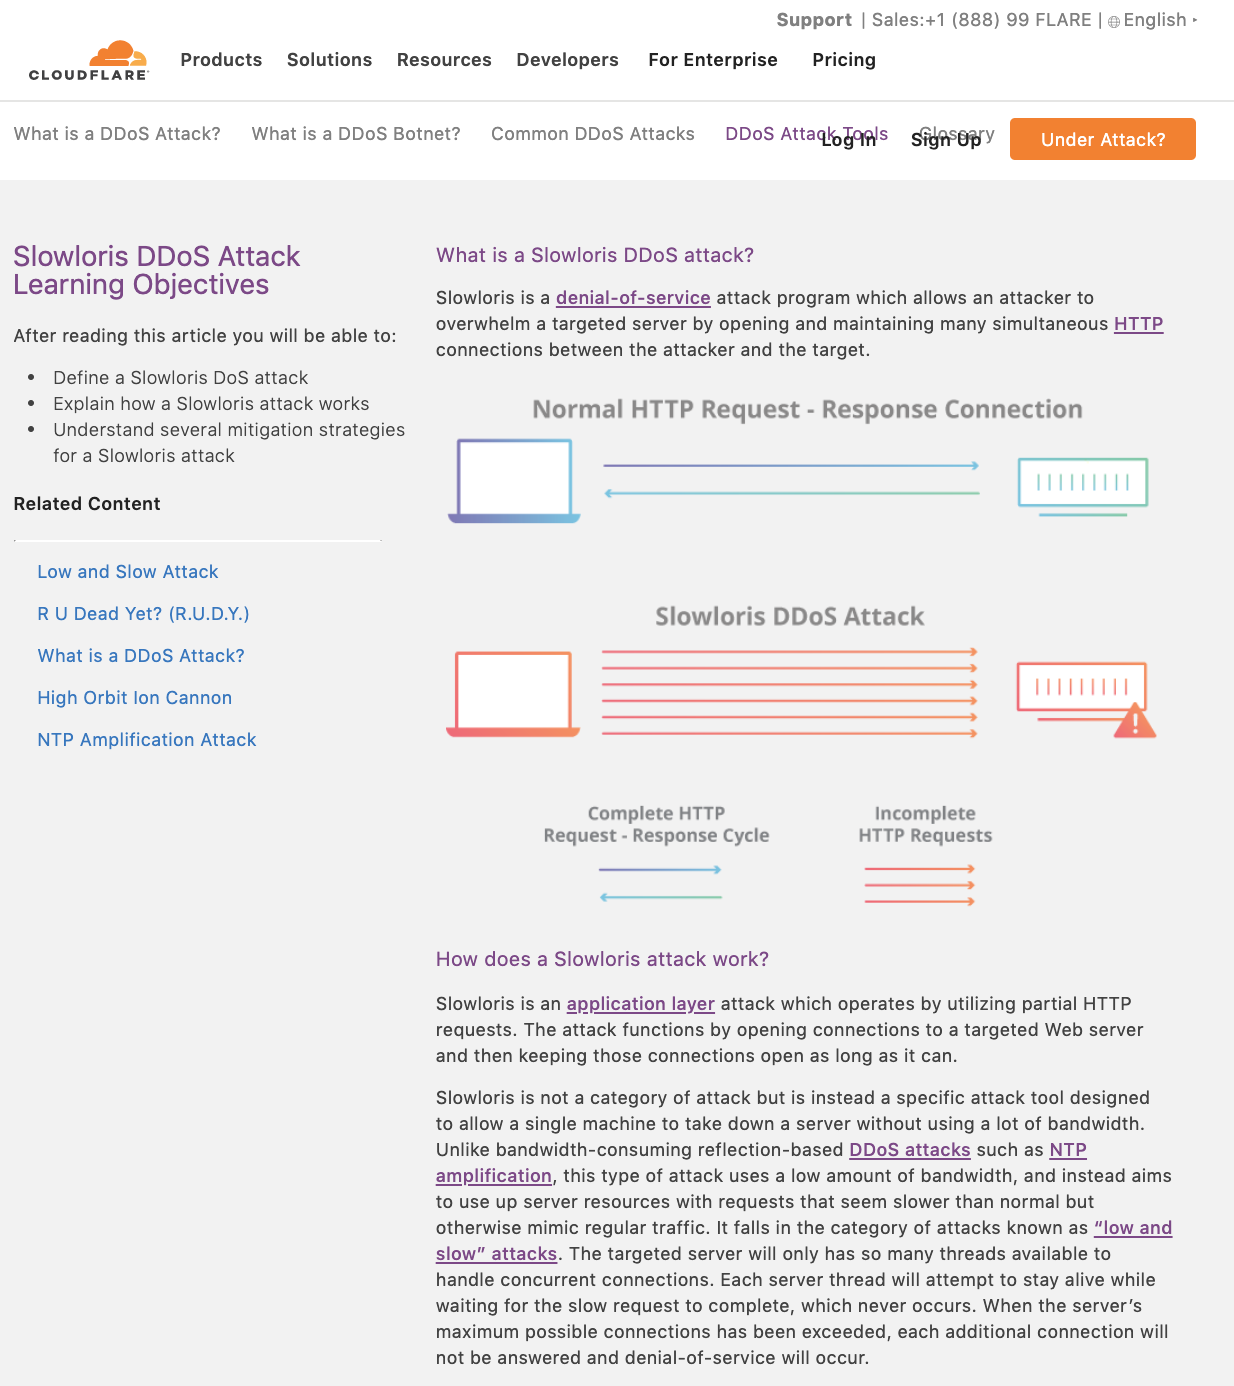 Support | Sales:+1 (888) 99 FLARE | English
CLOUDFLARE
Products Solutions Resources Developers For Enterprise Pricing
What is a DDoS Attack? What is a DDoS Botnet? Common DDoS Attacks DDoS Attack Tools Glossary
Log In Sign Up Under Attack?
Slowloris DDoS Attack
Learning Objectives
After reading this article you will be able to:
• Define a Slowloris DoS attack
• Explain how a Slowloris attack works
• Understand several mitigation strategies
for a Slowloris attack
Related Content
Low and Slow Attack
R U Dead Yet? (R.U.D.Y.)
What is a DDoS Attack?
High Orbit Ion Cannon
NTP Amplification Attack
What is a Slowloris DDoS attack?
Slowloris is a denial-of-service attack program which allows an attacker to
overwhelm a targeted server by opening and maintaining many simultaneous HTTP
connections between the attacker and the target.
Normal HTTP Request - Response Connection
Slowloris DDoS Attack
Complete HTTP
Request - Response Cycle
Incomplete
HTTP Requests
How does a Slowloris attack work?
Slowloris is an application layer attack which operates by utilizing partial HTTP
requests. The attack functions by opening connections to a targeted Web server
and then keeping those connections open as long as it can.
Slowloris is not a category of attack but is instead a specific attack tool designed
to allow a single machine to take down a server without using a lot of bandwidth.
Unlike bandwidth-consuming reflection-based DDoS attacks such as NTP
amplification, this type of attack uses a low amount of bandwidth, and instead aims
to use up server resources with requests that seem slower than normal but
otherwise mimic regular traffic. It falls in the category of attacks known as “low and
slow” attacks. The targeted server will only has so many threads available to
handle concurrent connections. Each server thread will attempt to stay alive while
waiting for the slow request to complete, which never occurs. When the server’s
maximum possible connections has been exceeded, each additional connection will
not be answered and denial-of-service will occur.